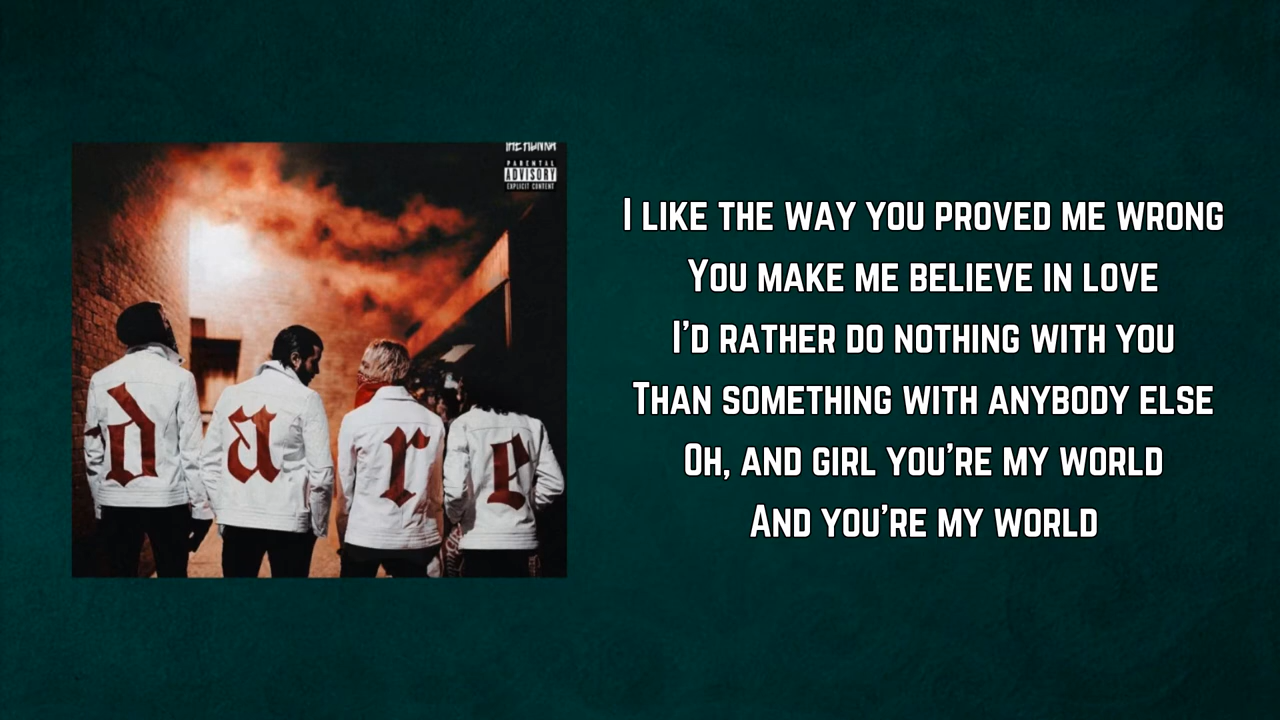 PARENTAL
ADVISORY
EXPLICIT CONTENT
d a r e
I LIKE THE WAY YOU PROVED ME WRONG
YOU MAKE ME BELIEVE IN LOVE
I'D RATHER DO NOTHING WITH YOU
THAN SOMETHING WITH ANYBODY ELSE
OH, AND GIRL YOU'RE MY WORLD
AND YOU'RE MY WORLD